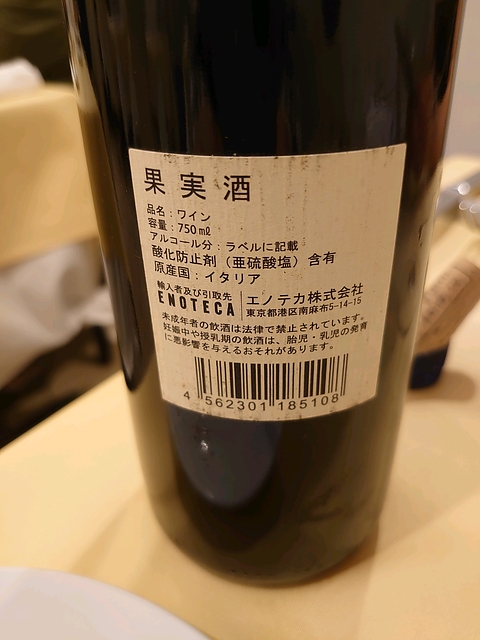 果実酒
品名：ワイン
容量：750㎖
アルコール分：ラベルに記載
酸化防止剤（亜硫酸塩）含有
原産国：イタリア
輸入者及び引取先
ENOTECA
エノテカ株式会社
東京都港区南麻布5-14-15
未成年者の飲酒は法律で禁止されています。
妊娠中や授乳期の飲酒は、胎児・乳児の発育
に悪影響を与えるおそれがあります。
4 562301 185108